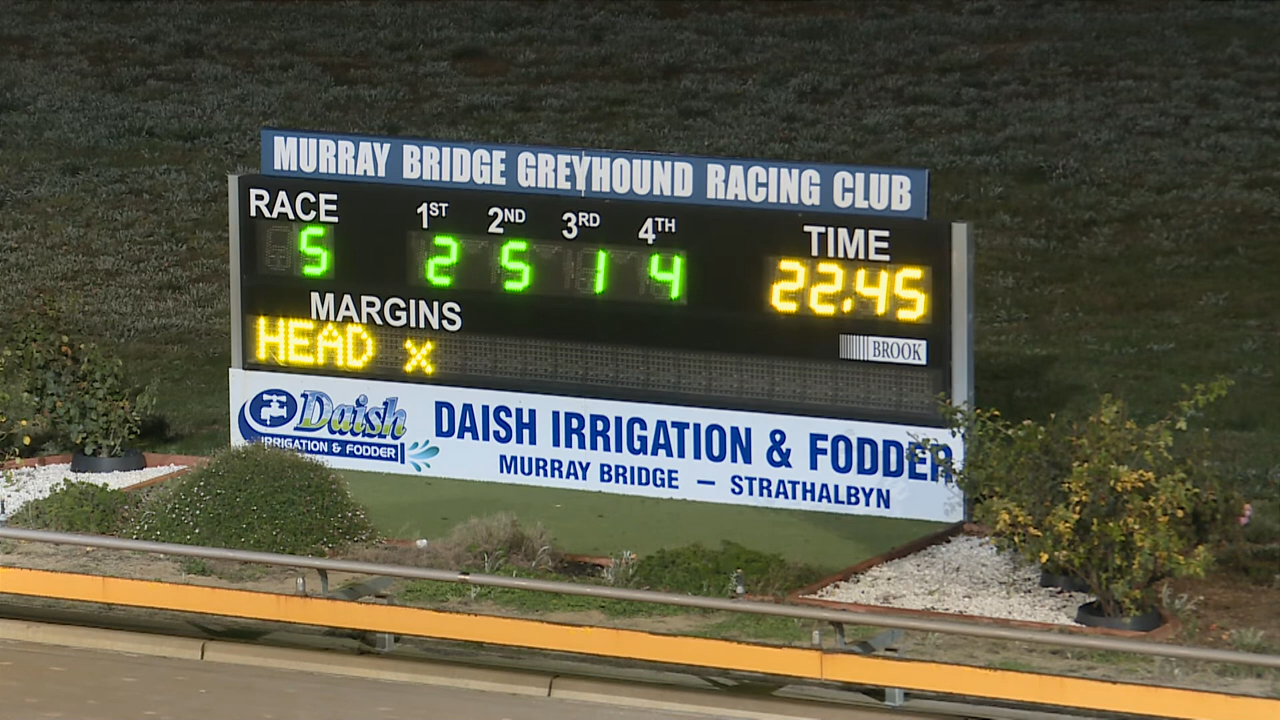 MURRAY BRIDGE GREYHOUND RACING CLUB
RACE 1ST 2ND 3RD 4TH TIME
5 2 5 1 4 22.45
MARGINS
HEAD x
BROOK
Daish
IRRIGATION & FODDER
DAISH IRRIGATION & FODDER
MURRAY BRIDGE – STRATHALBYN